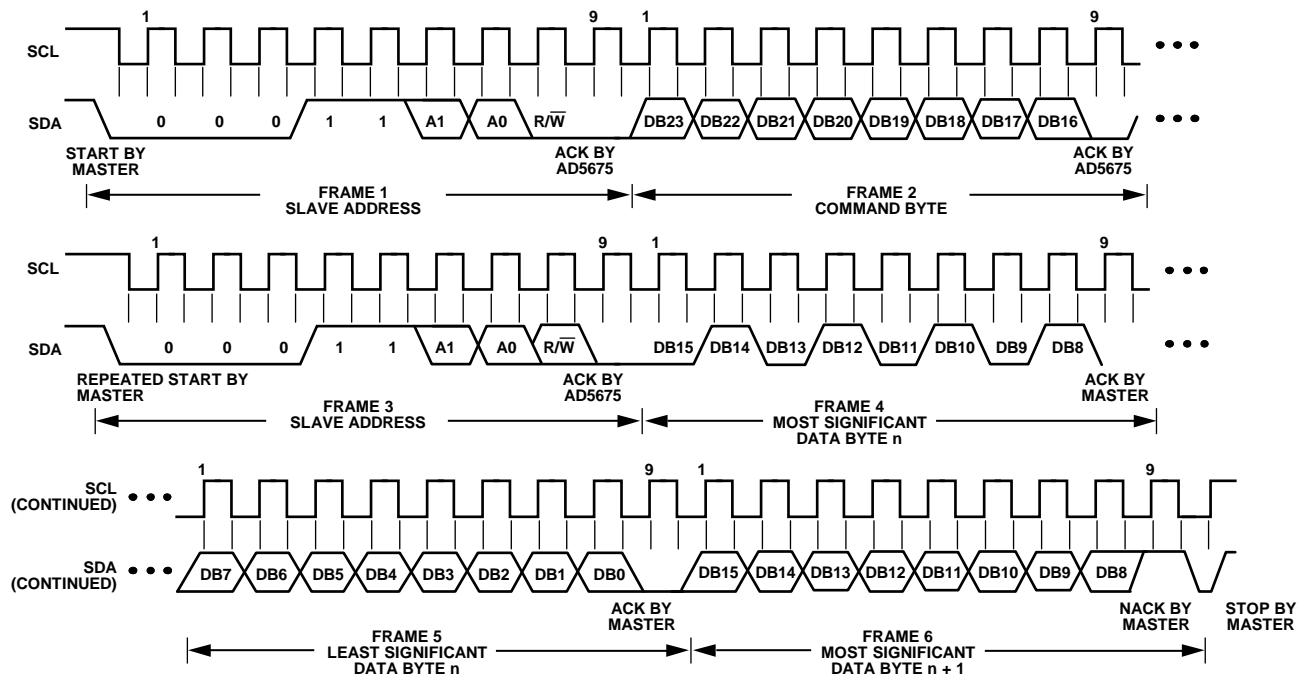 1 9 1 9
SCL
SDA 0 0 0 1 1 A1 A0 R/W̅ DB23 DB22 DB21 DB20 DB19 DB18 DB17 DB16
START BY
MASTER
ACK BY
AD5675
ACK BY
AD5675
FRAME 1
SLAVE ADDRESS
FRAME 2
COMMAND BYTE
1 9 1 9
SCL
SDA 0 0 0 1 1 A1 A0 R/W̅ DB15 DB14 DB13 DB12 DB11 DB10 DB9 DB8
REPEATED START BY
MASTER
ACK BY
AD5675
ACK BY
MASTER
FRAME 3
SLAVE ADDRESS
FRAME 4
MOST SIGNIFICANT
DATA BYTE n
1 9 1 9
SCL
(CONTINUED)
SDA
(CONTINUED)
DB7 DB6 DB5 DB4 DB3 DB2 DB1 DB0 DB15 DB14 DB13 DB12 DB11 DB10 DB9 DB8
ACK BY
MASTER
NACK BY
MASTER
STOP BY
MASTER
FRAME 5
LEAST SIGNIFICANT
DATA BYTE n
FRAME 6
MOST SIGNIFICANT
DATA BYTE n + 1